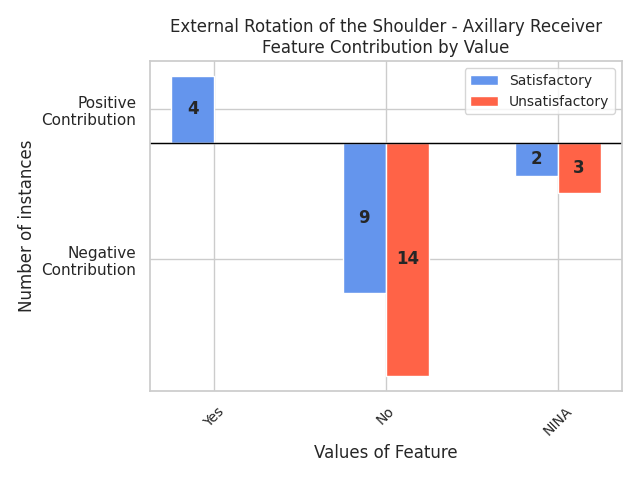 External Rotation of the Shoulder - Axillary Receiver
Feature Contribution by Value
Satisfactory
Unsatisfactory
Positive
Contribution
Negative
Contribution
Number of instances
4
9
14
2
3
Yes
No
NINA
Values of Feature